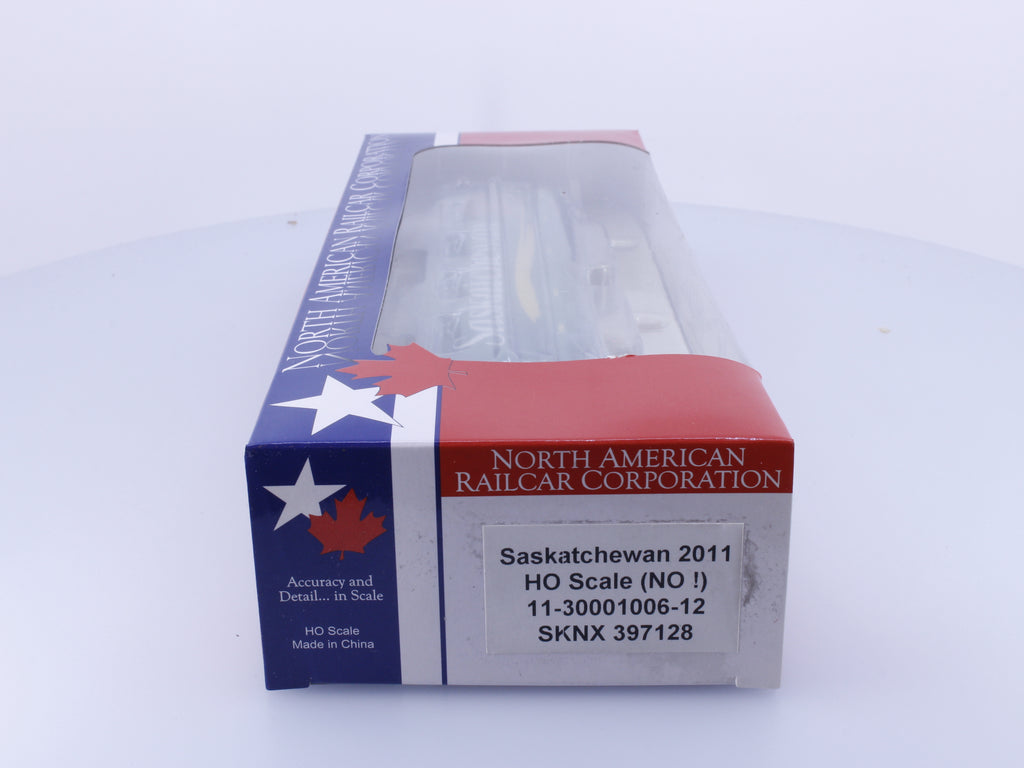 NORTH AMERICAN RAILCAR CORPORATION
NORTH AMERICAN
RAILCAR CORPORATION
Accuracy and
Detail... in Scale
HO Scale
Made in China
Saskatchewan 2011
HO Scale (NO !)
11-30001006-12
SKNX 397128